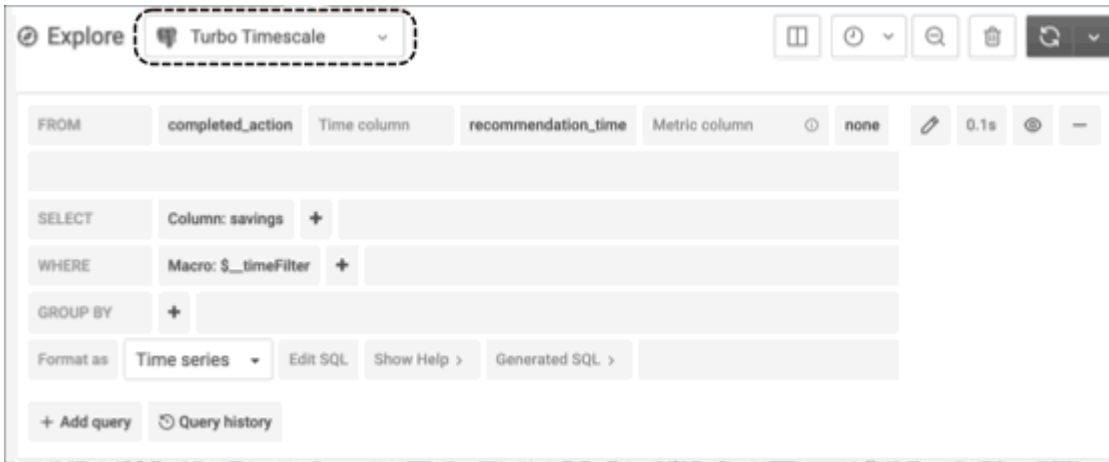 Explore Turbo Timescale
FROM completed_action Time column recommendation_time Metric column none 0.1s
SELECT Column: savings +
WHERE Macro: $__timeFilter +
GROUP BY +
Format as Time series Edit SQL Show Help > Generated SQL >
+ Add query Query history